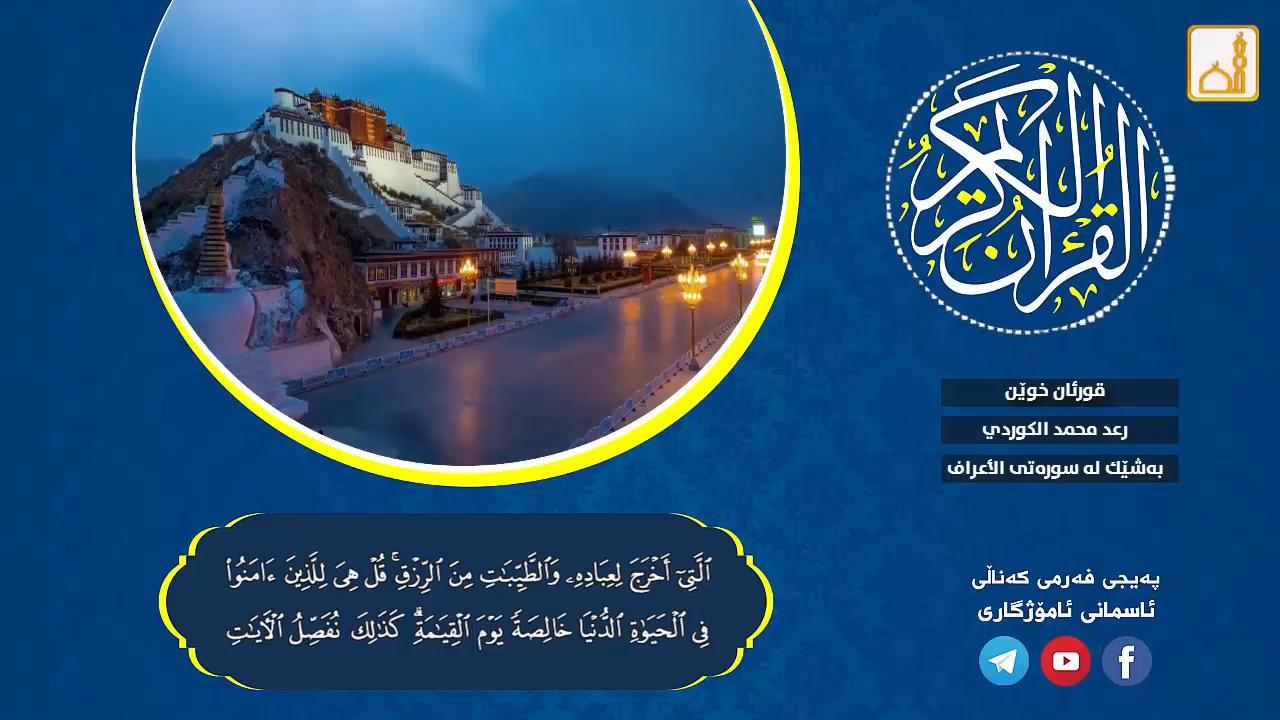 القرآن الكريم
قورئان خوێن
رعد محمد الكوردي
بەشێك لە سورەتی الأعراف
ٱلَّتِىٓ أَخْرَجَ لِعِبَادِهِۦ وَٱلطَّيِّبَٰتِ مِنَ ٱلرِّزْقِ ۚ قُلْ هِىَ لِلَّذِينَ ءَامَنُوا۟
فِي ٱلْحَيَوٰةِ ٱلدُّنْيَا خَالِصَةً يَوْمَ ٱلْقِيَٰمَةِ ۗ كَذَٰلِكَ نُفَصِّلُ ٱلْءَايَٰتِ
پەیجی فەرمی کەناڵی
ئاسمانی ئامۆژگاری